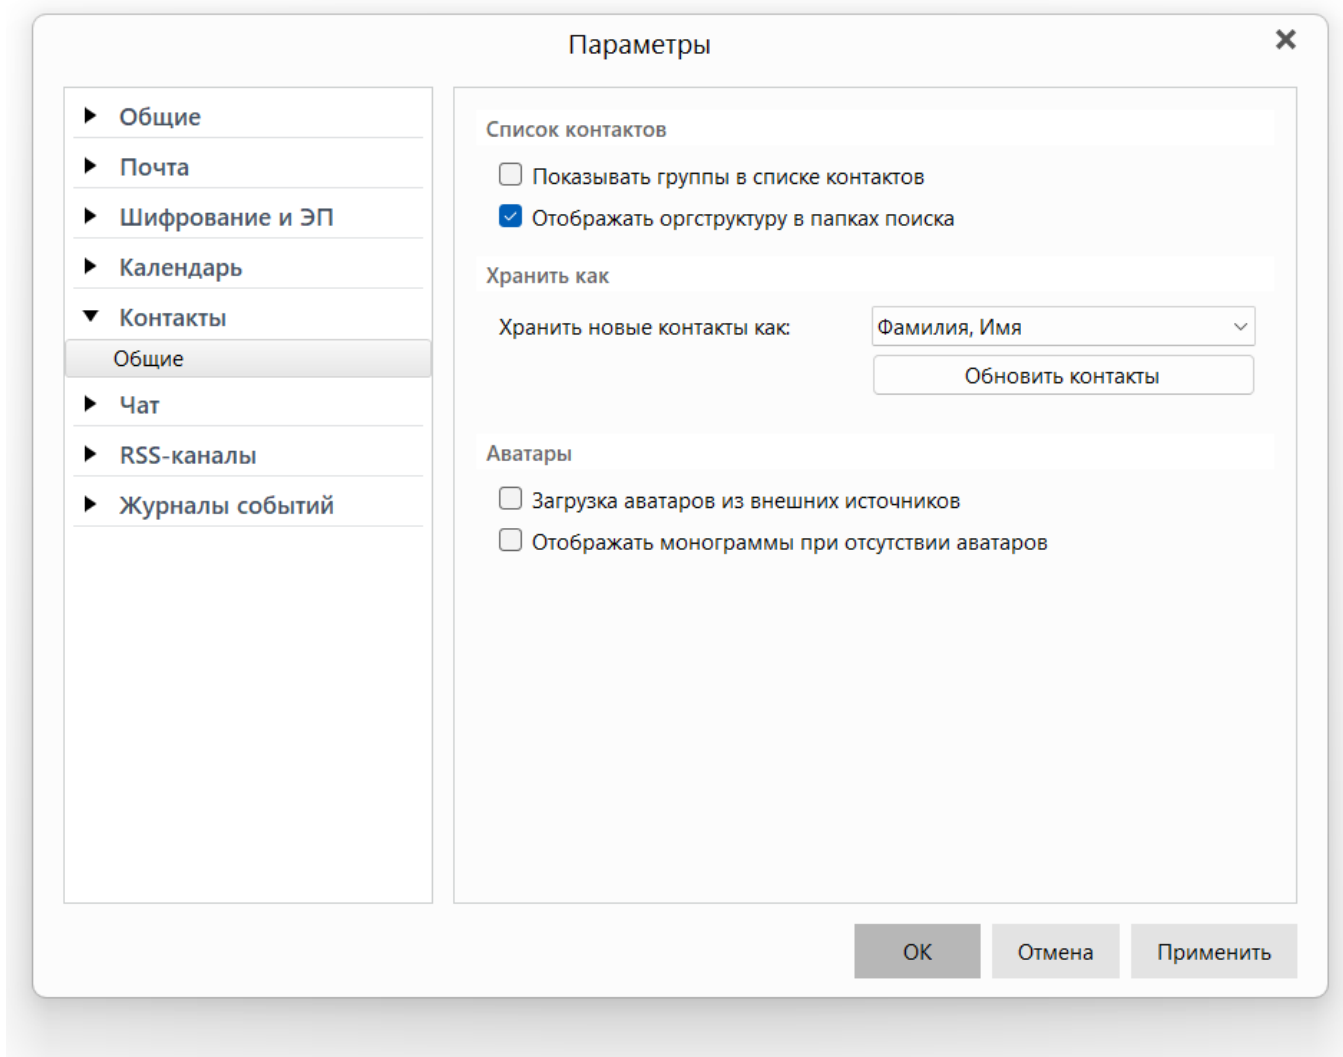 Параметры
Общие
Почта
Шифрование и ЭП
Календарь
Контакты
Общие
Чат
RSS-каналы
Журналы событий
Список контактов
Показывать группы в списке контактов
Отображать оргструктуру в папках поиска
Хранить как
Хранить новые контакты как: Фамилия, Имя
Обновить контакты
Аватары
Загрузка аватаров из внешних источников
Отображать монограммы при отсутствии аватаров
ОК Отмена Применить